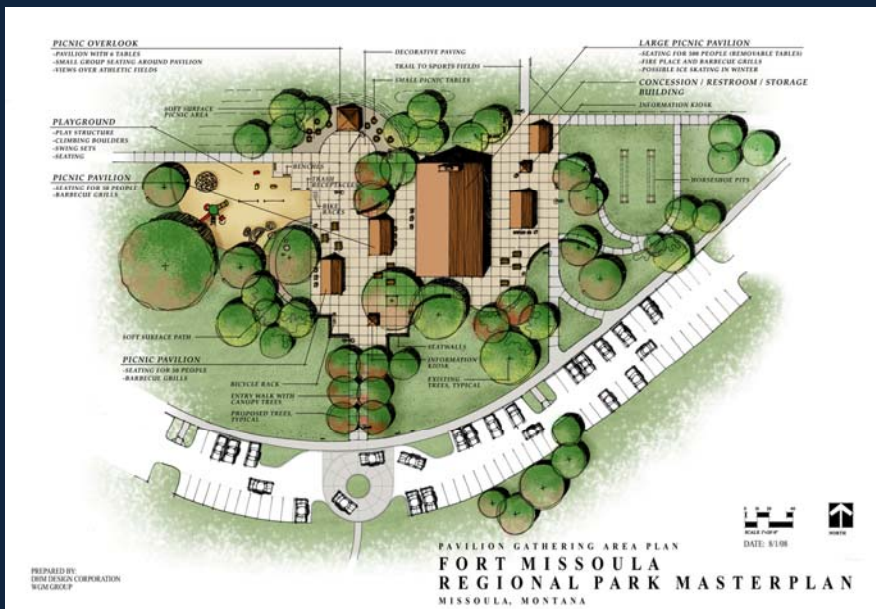 PICNIC OVERLOOK
-PAVILION WITH 6 TABLES
-SMALL GROUP SEATING AROUND PAVILION
-VIEWS OVER ATHLETIC FIELDS
DECORATIVE PAVING
TRAIL TO SPORTS FIELDS
SMALL PICNIC TABLES
LARGE PICNIC PAVILION
-SEATING FOR 300 PEOPLE (REMOVABLE TABLES)
-FIRE PLACE AND BARBECUE GRILLS
-POSSIBLE ICE SKATING IN WINTER
CONCESSION / RESTROOM / STORAGE
BUILDING
INFORMATION KIOSK
SOFT SURFACE
PICNIC AREA
PLAYGROUND
-PLAY STRUCTURE
-CLIMBING BOULDERS
-SWING SETS
-SEATING
PICNIC PAVILION
-SEATING FOR 50 PEOPLE
-BARBECUE GRILLS
BENCHES
TRASH
RECEPTACLES
BIKE
RACKS
HORSESHOE PITS
SOFT SURFACE PATH
PICNIC PAVILION
-SEATING FOR 50 PEOPLE
-BARBECUE GRILLS
BICYCLE RACK
ENTRY WALK WITH
CANOPY TREES
PROPOSED TREES,
TYPICAL
SEATWALLS
INFORMATION
KIOSK
EXISTING
TREES, TYPICAL
NORTH
DATE: 8/1/08
PAVILION GATHERING AREA PLAN
FORT MISSOULA
REGIONAL PARK MASTERPLAN
MISSOULA, MONTANA
PREPARED BY:
DHM DESIGN CORPORATION
WGM GROUP